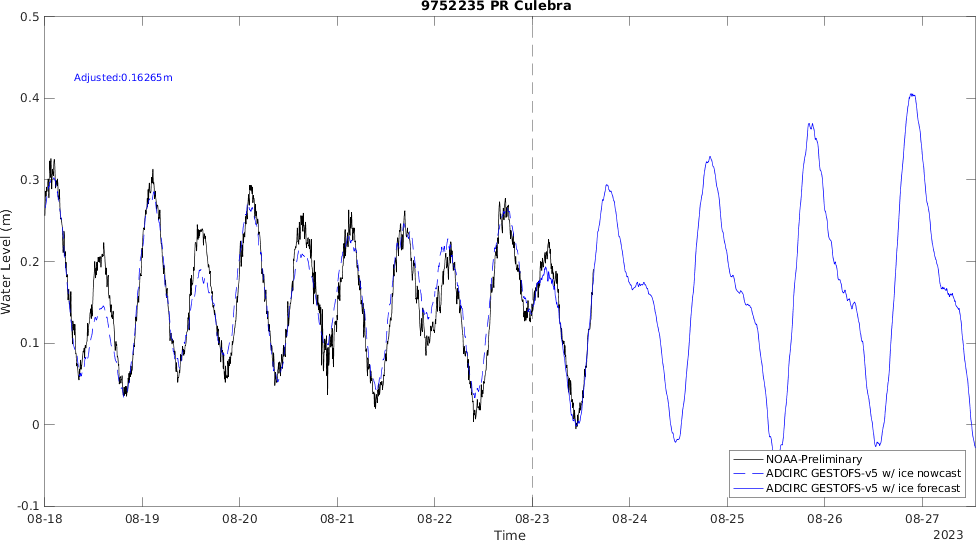 9752235 PR Culebra
0.5
0.4
0.3
0.2
0.1
0
-0.1
Water Level (m)
Adjusted:0.16265m
NOAA-Preliminary
ADCIRC GESTOFS-v5 w/ ice nowcast
ADCIRC GESTOFS-v5 w/ ice forecast
08-18 08-19 08-20 08-21 08-22 08-23 08-24 08-25 08-26 08-27
Time
2023